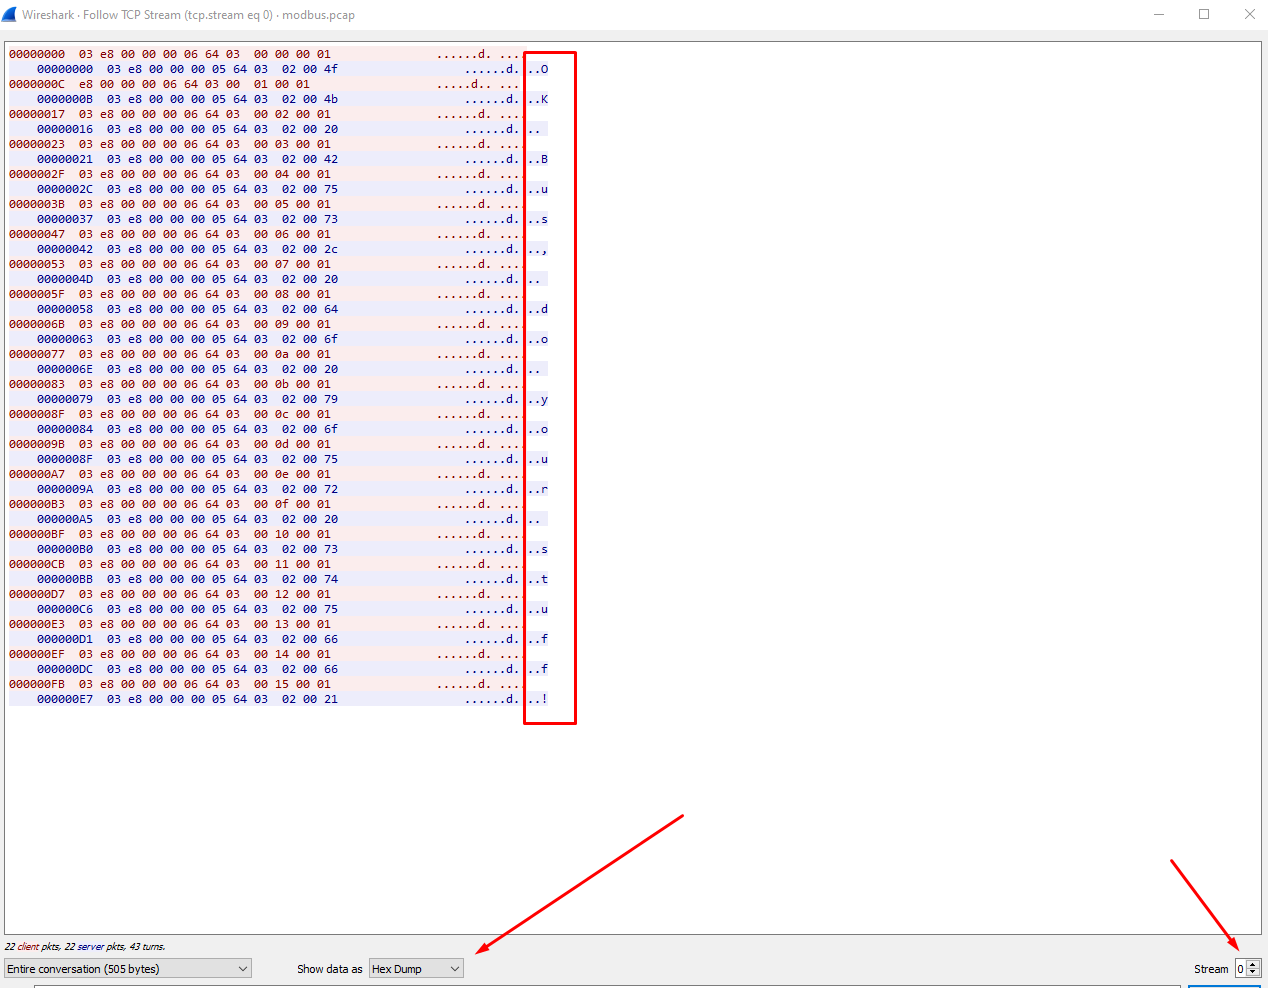 Wireshark · Follow TCP Stream (tcp.stream eq 0) · modbus.pcap
00000000  03 e8 00 00 00 06 64 03  00 00 00 01  ......d. ....
00000000  03 e8 00 00 00 05 64 03  02 00 4f  ......d. ..O
0000000C  e8 00 00 00 06 64 03 00  01 00 01  .....d.. ...
0000000B  03 e8 00 00 00 05 64 03  02 00 4b  ......d. ..K
00000017  03 e8 00 00 00 06 64 03  00 02 00 01  ......d. ....
00000016  03 e8 00 00 00 05 64 03  02 00 20  ......d. ..
00000023  03 e8 00 00 00 06 64 03  00 03 00 01  ......d. ....
00000021  03 e8 00 00 00 05 64 03  02 00 42  ......d. ..B
0000002F  03 e8 00 00 00 06 64 03  00 04 00 01  ......d. ....
0000002C  03 e8 00 00 00 05 64 03  02 00 75  ......d. ..u
0000003B  03 e8 00 00 00 06 64 03  00 05 00 01  ......d. ....
00000037  03 e8 00 00 00 05 64 03  02 00 73  ......d. ..s
00000047  03 e8 00 00 00 06 64 03  00 06 00 01  ......d. ....
00000042  03 e8 00 00 00 05 64 03  02 00 2c  ......d. ..,
00000053  03 e8 00 00 00 06 64 03  00 07 00 01  ......d. ....
0000004D  03 e8 00 00 00 05 64 03  02 00 20  ......d. ..
0000005F  03 e8 00 00 00 06 64 03  00 08 00 01  ......d. ....
00000058  03 e8 00 00 00 05 64 03  02 00 64  ......d. ..d
0000006B  03 e8 00 00 00 06 64 03  00 09 00 01  ......d. ....
00000063  03 e8 00 00 00 05 64 03  02 00 6f  ......d. ..o
00000077  03 e8 00 00 00 06 64 03  00 0a 00 01  ......d. ....
0000006E  03 e8 00 00 00 05 64 03  02 00 20  ......d. ..
00000083  03 e8 00 00 00 06 64 03  00 0b 00 01  ......d. ....
00000079  03 e8 00 00 00 05 64 03  02 00 79  ......d. ..y
0000008F  03 e8 00 00 00 06 64 03  00 0c 00 01  ......d. ....
00000084  03 e8 00 00 00 05 64 03  02 00 6f  ......d. ..o
0000009B  03 e8 00 00 00 06 64 03  00 0d 00 01  ......d. ....
0000008F  03 e8 00 00 00 05 64 03  02 00 75  ......d. ..u
000000A7  03 e8 00 00 00 06 64 03  00 0e 00 01  ......d. ....
0000009A  03 e8 00 00 00 05 64 03  02 00 72  ......d. ..r
000000B3  03 e8 00 00 00 06 64 03  00 0f 00 01  ......d. ....
000000A5  03 e8 00 00 00 05 64 03  02 00 20  ......d. ..
000000BF  03 e8 00 00 00 06 64 03  00 10 00 01  ......d. ....
000000B0  03 e8 00 00 00 05 64 03  02 00 73  ......d. ..s
000000CB  03 e8 00 00 00 06 64 03  00 11 00 01  ......d. ....
000000BB  03 e8 00 00 00 05 64 03  02 00 74  ......d. ..t
000000D7  03 e8 00 00 00 06 64 03  00 12 00 01  ......d. ....
000000C6  03 e8 00 00 00 05 64 03  02 00 75  ......d. ..u
000000E3  03 e8 00 00 00 06 64 03  00 13 00 01  ......d. ....
000000D1  03 e8 00 00 00 05 64 03  02 00 66  ......d. ..f
000000EF  03 e8 00 00 00 06 64 03  00 14 00 01  ......d. ....
000000DC  03 e8 00 00 00 05 64 03  02 00 66  ......d. ..f
000000FB  03 e8 00 00 00 06 64 03  00 15 00 01  ......d. ....
000000E7  03 e8 00 00 00 05 64 03  02 00 21  ......d. ..!
22 client pkts, 22 server pkts, 43 turns.
Entire conversation (505 bytes)  Show data as  Hex Dump  Stream  0